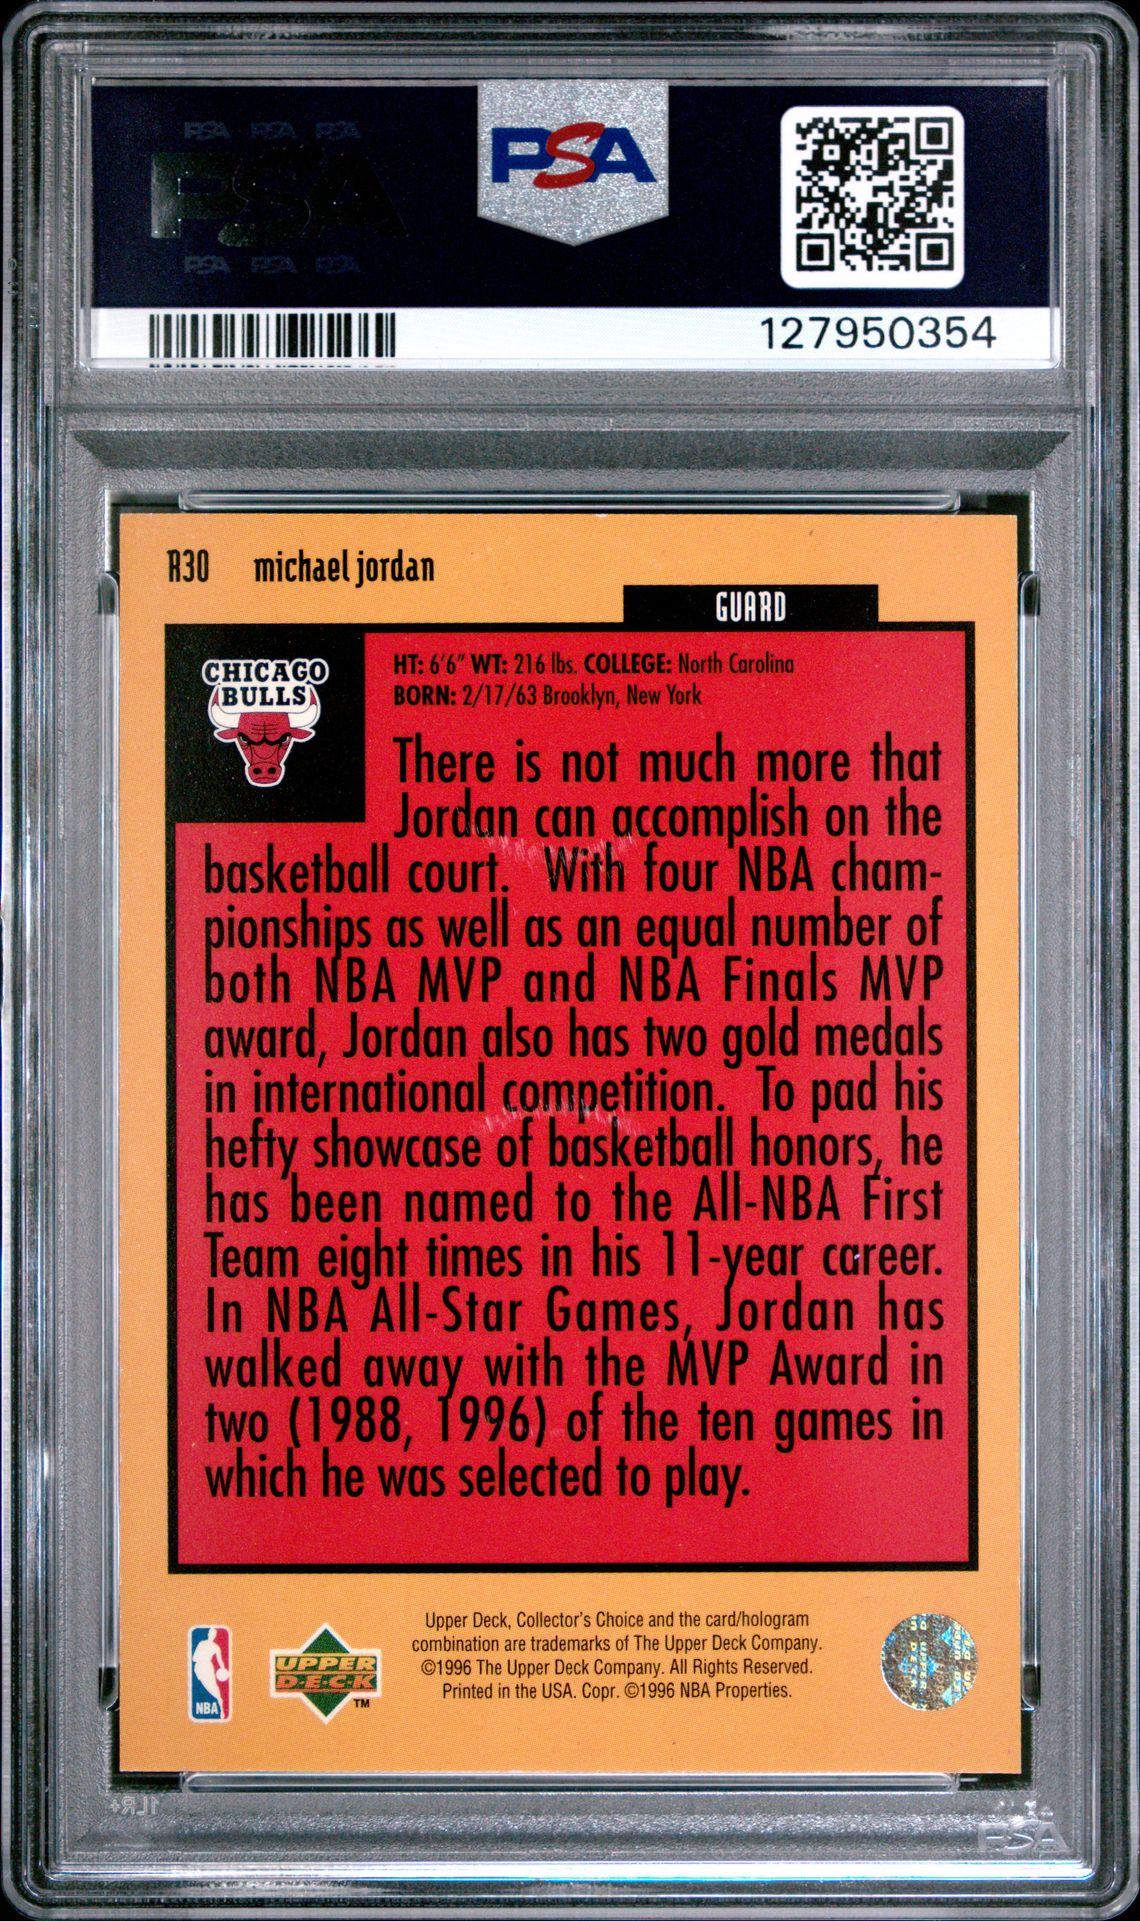 PSA PSA PSA
PSA
PSA PSA PSA
PSA
127950354
R30 michael jordan
GUARD
CHICAGO
BULLS
HT: 6'6" WT: 216 lbs. COLLEGE: North Carolina
BORN: 2/17/63 Brooklyn, New York
There is not much more that
Jordan can accomplish on the
basketball court. With four NBA cham-
pionships as well as an equal number of
both NBA MVP and NBA Finals MVP
award, Jordan also has two gold medals
in international competition. To pad his
hefty showcase of basketball honors, he
has been named to the All-NBA First
Team eight times in his 11-year career.
In NBA All-Star Games, Jordan has
walked away with the MVP Award in
two (1988, 1996) of the ten games in
which he was selected to play.
NBA
UPPER
D·E·C·K
TM
Upper Deck, Collector's Choice and the card/hologram
combination are trademarks of The Upper Deck Company.
©1996 The Upper Deck Company. All Rights Reserved.
Printed in the USA. Copr. ©1996 NBA Properties.
1LR+
PSA